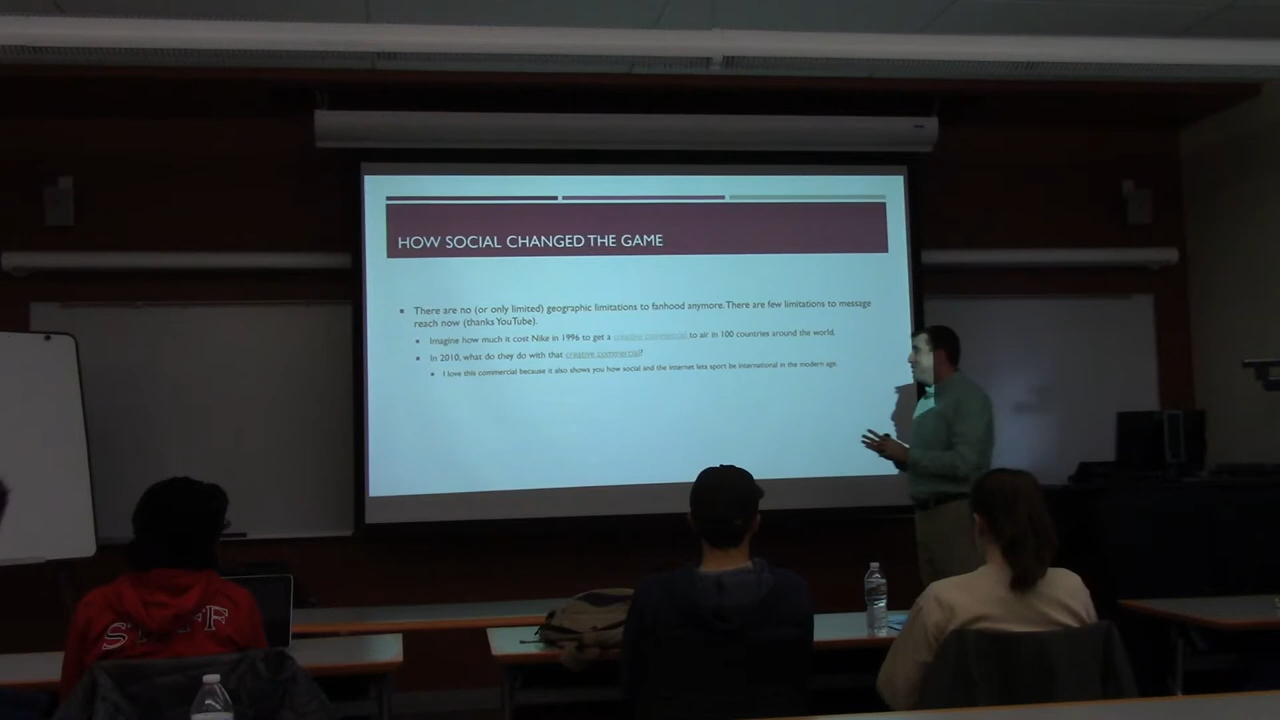 HOW SOCIAL CHANGED THE GAME
There are no (or only limited) geographic limitations to fanhood anymore. There are few limitations to message
reach now (thanks YouTube).
Imagine how much it cost Nike in 1996 to get a creative commercial to air in 100 countries around the world,
In 2010, what do they do with that creative commercial?
I love this commercial because it also shows you how social and the internet lets sport be international in the modern age.
STAFF